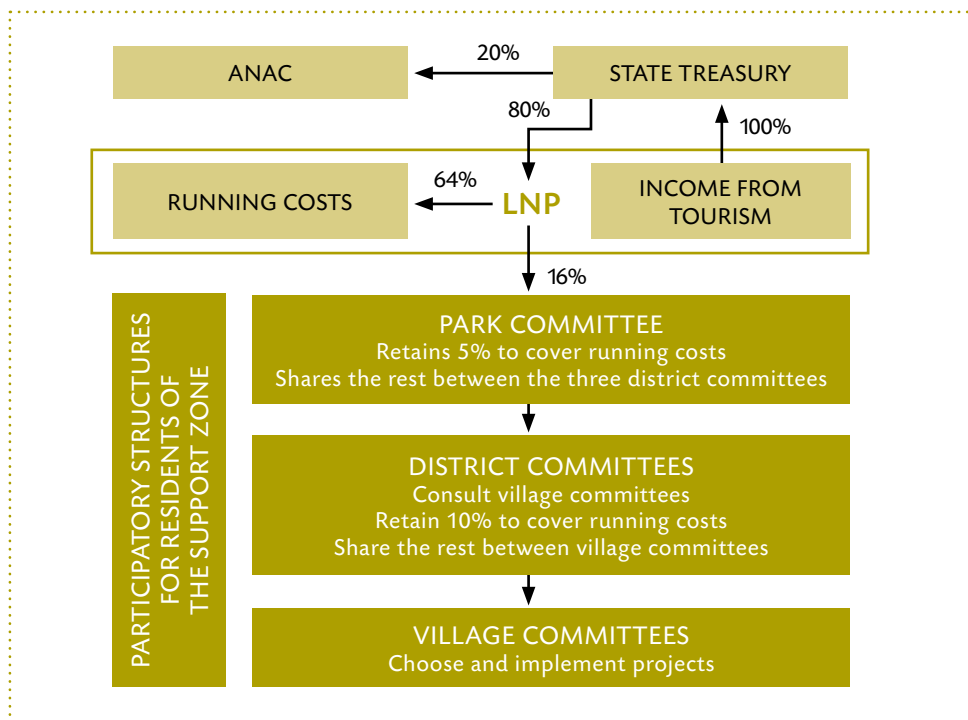 ANAC
20%
STATE TREASURY
80%
100%
RUNNING COSTS
64%
LNP
INCOME FROM
TOURISM
16%
PARTICIPATORY STRUCTURES
FOR RESIDENTS OF
THE SUPPORT ZONE
PARK COMMITTEE
Retains 5% to cover running costs
Shares the rest between the three district committees
DISTRICT COMMITTEES
Consult village committees
Retain 10% to cover running costs
Share the rest between village committees
VILLAGE COMMITTEES
Choose and implement projects